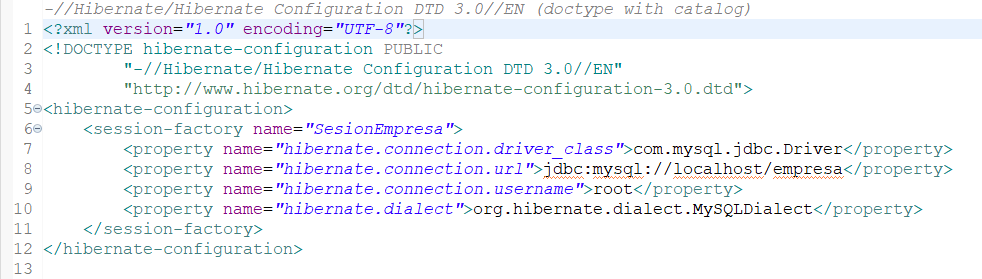 -//Hibernate/Hibernate Configuration DTD 3.0//EN (doctype with catalog)
1 <?xml version="1.0" encoding="UTF-8"?>
2 <!DOCTYPE hibernate-configuration PUBLIC
3 "-//Hibernate/Hibernate Configuration DTD 3.0//EN"
4 "http://www.hibernate.org/dtd/hibernate-configuration-3.0.dtd">
5 <hibernate-configuration>
6 <session-factory name="SesionEmpresa">
7 <property name="hibernate.connection.driver_class">com.mysql.jdbc.Driver</property>
8 <property name="hibernate.connection.url">jdbc:mysql://localhost/empresa</property>
9 <property name="hibernate.connection.username">root</property>
10 <property name="hibernate.dialect">org.hibernate.dialect.MySQLDialect</property>
11 </session-factory>
12 </hibernate-configuration>
13